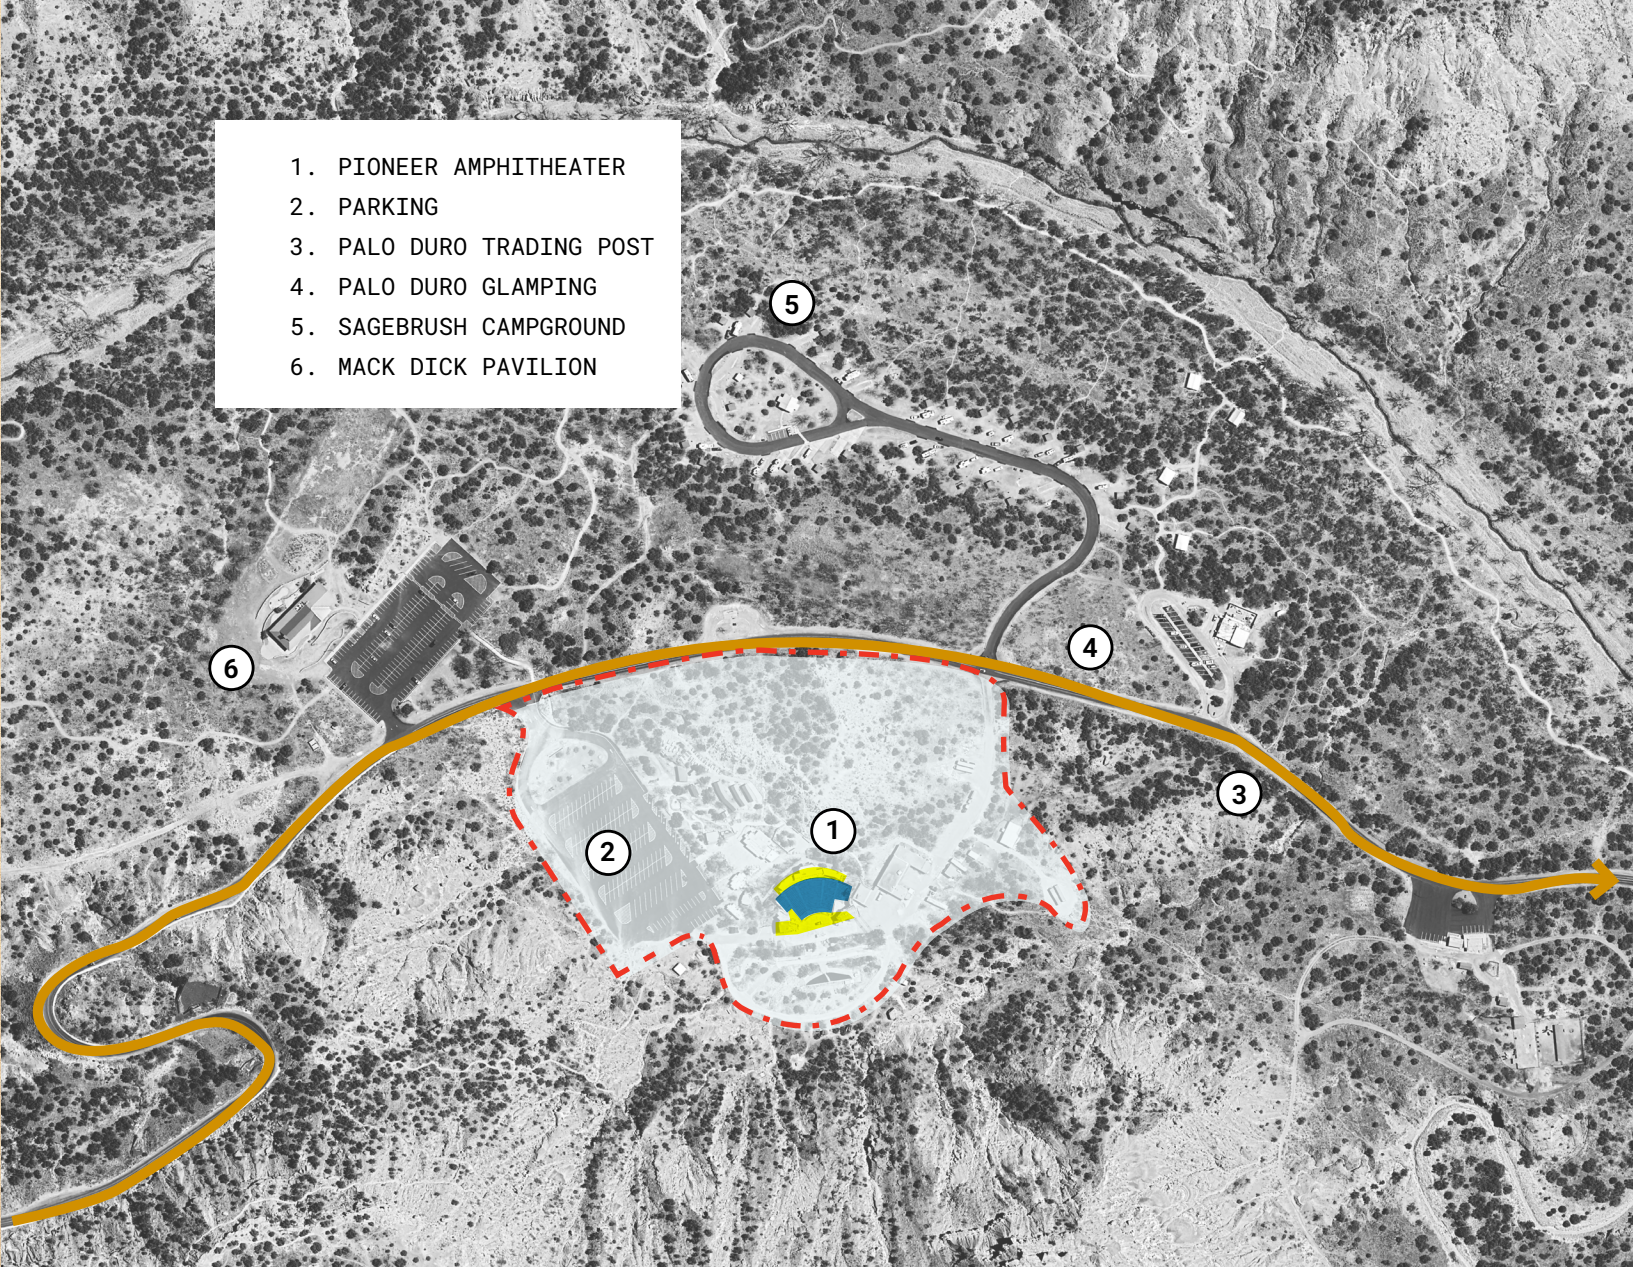 1. PIONEER AMPHITHEATER
2. PARKING
3. PALO DURO TRADING POST
4. PALO DURO GLAMPING
5. SAGEBRUSH CAMPGROUND
6. MACK DICK PAVILION
5
6
4
3
1
2